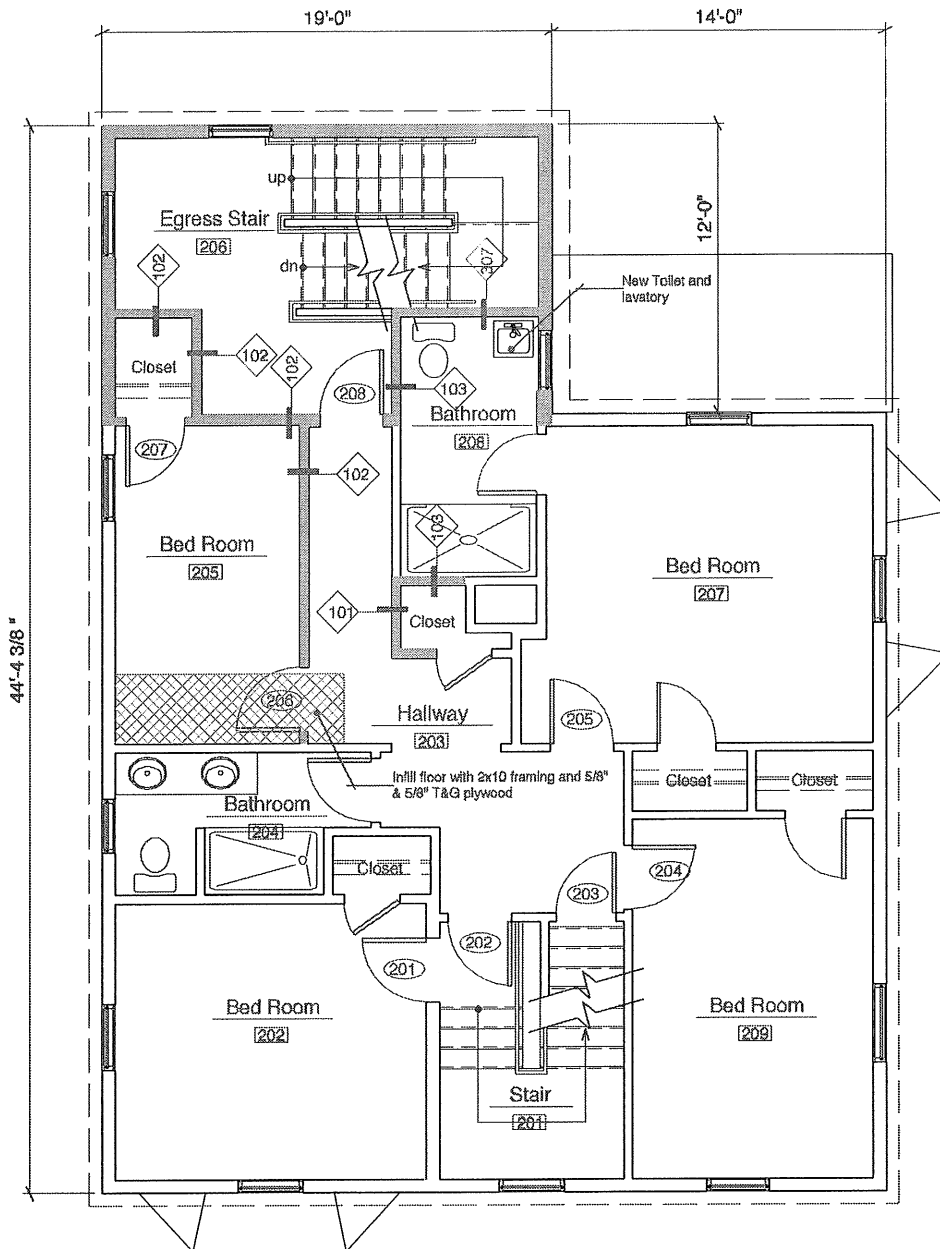 19'-0"
14'-0"
44'-4 3/8 "
12'-0"
up
Egress Stair
206
dn
102
307
New Toilet and
lavatory
Closet
102
102
208
103
Bathroom
208
207
102
103
Bed Room
205
Bed Room
207
101
Closet
206
Hallway
203
205
Infill floor with 2x10 framing and 5/8"
& 5/8" T&G plywood
Closet
Closet
Bathroom
204
Closet
203
204
202
201
Bed Room
202
Bed Room
209
Stair
201